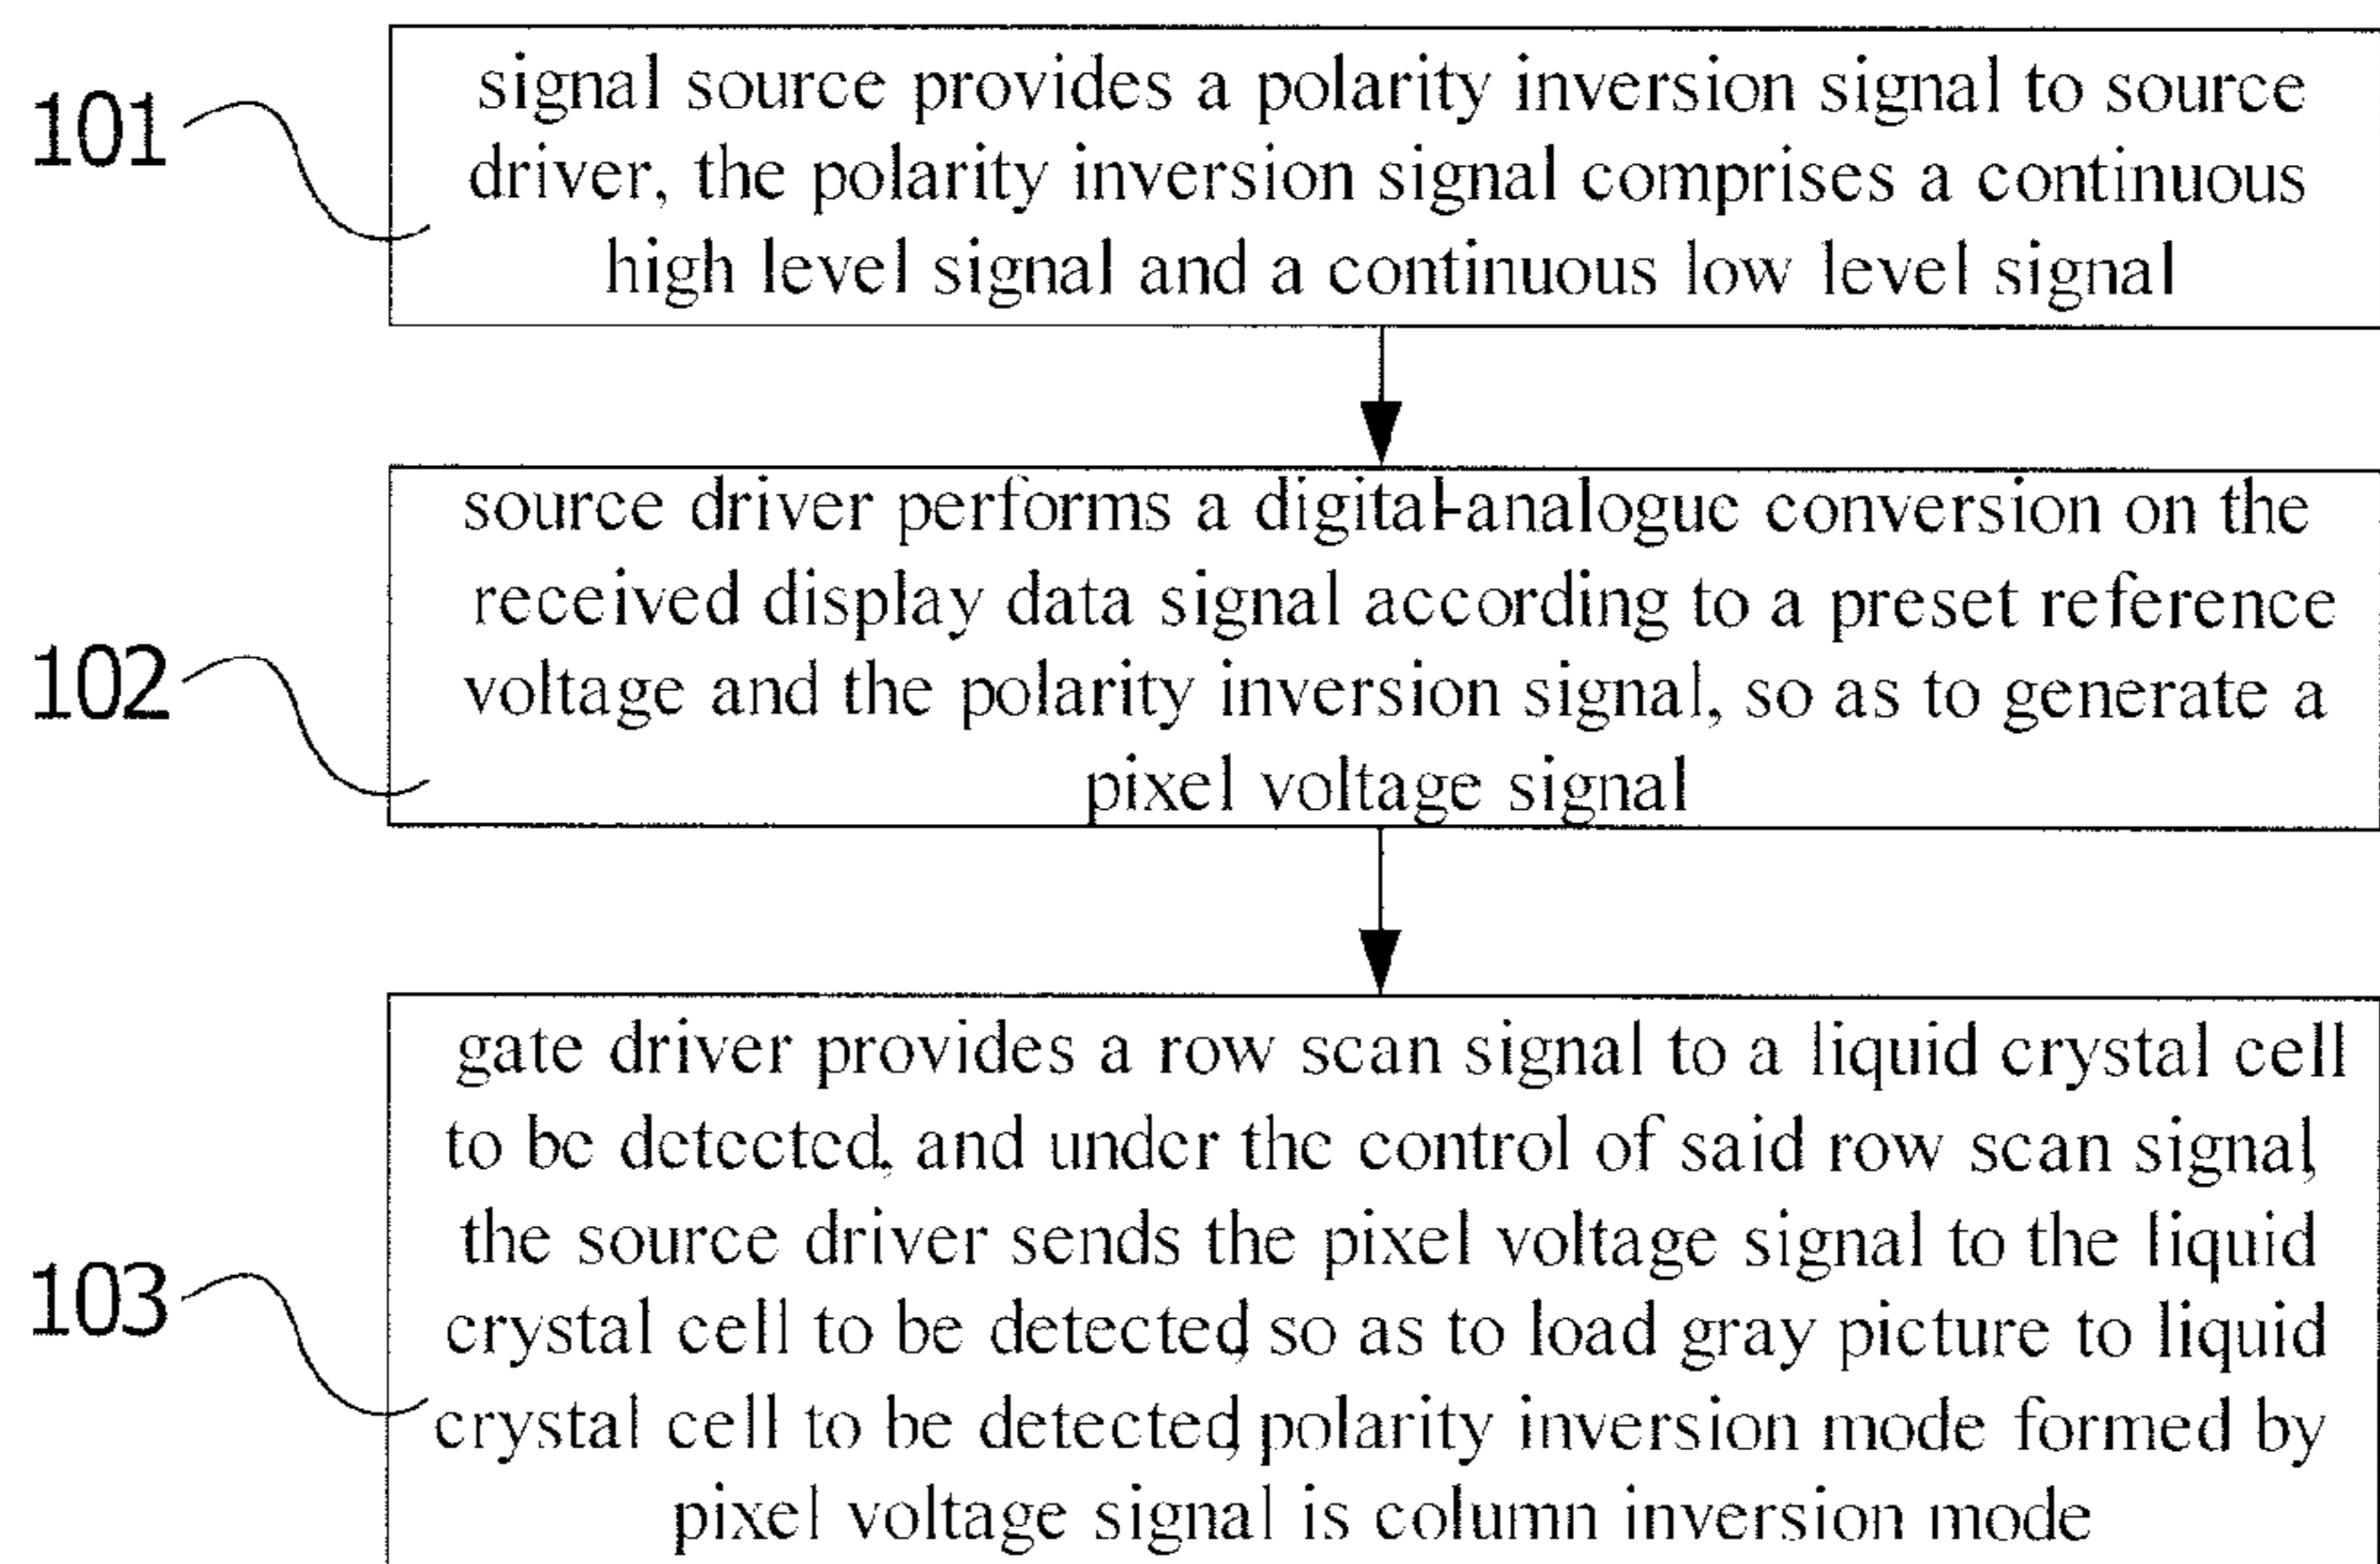 101
signal source provides a polarity inversion signal to source
driver, the polarity inversion signal comprises a continuous
high level signal and a continuous low level signal
102
source driver performs a digital-analogue conversion on the
received display data signal according to a preset reference
voltage and the polarity inversion signal, so as to generate a
pixel voltage signal
103
gate driver provides a row scan signal to a liquid crystal cell
to be detected, and under the control of said row scan signal,
the source driver sends the pixel voltage signal to the liquid
crystal cell to be detected, so as to load gray picture to liquid
crystal cell to be detected, polarity inversion mode formed by
pixel voltage signal is column inversion mode